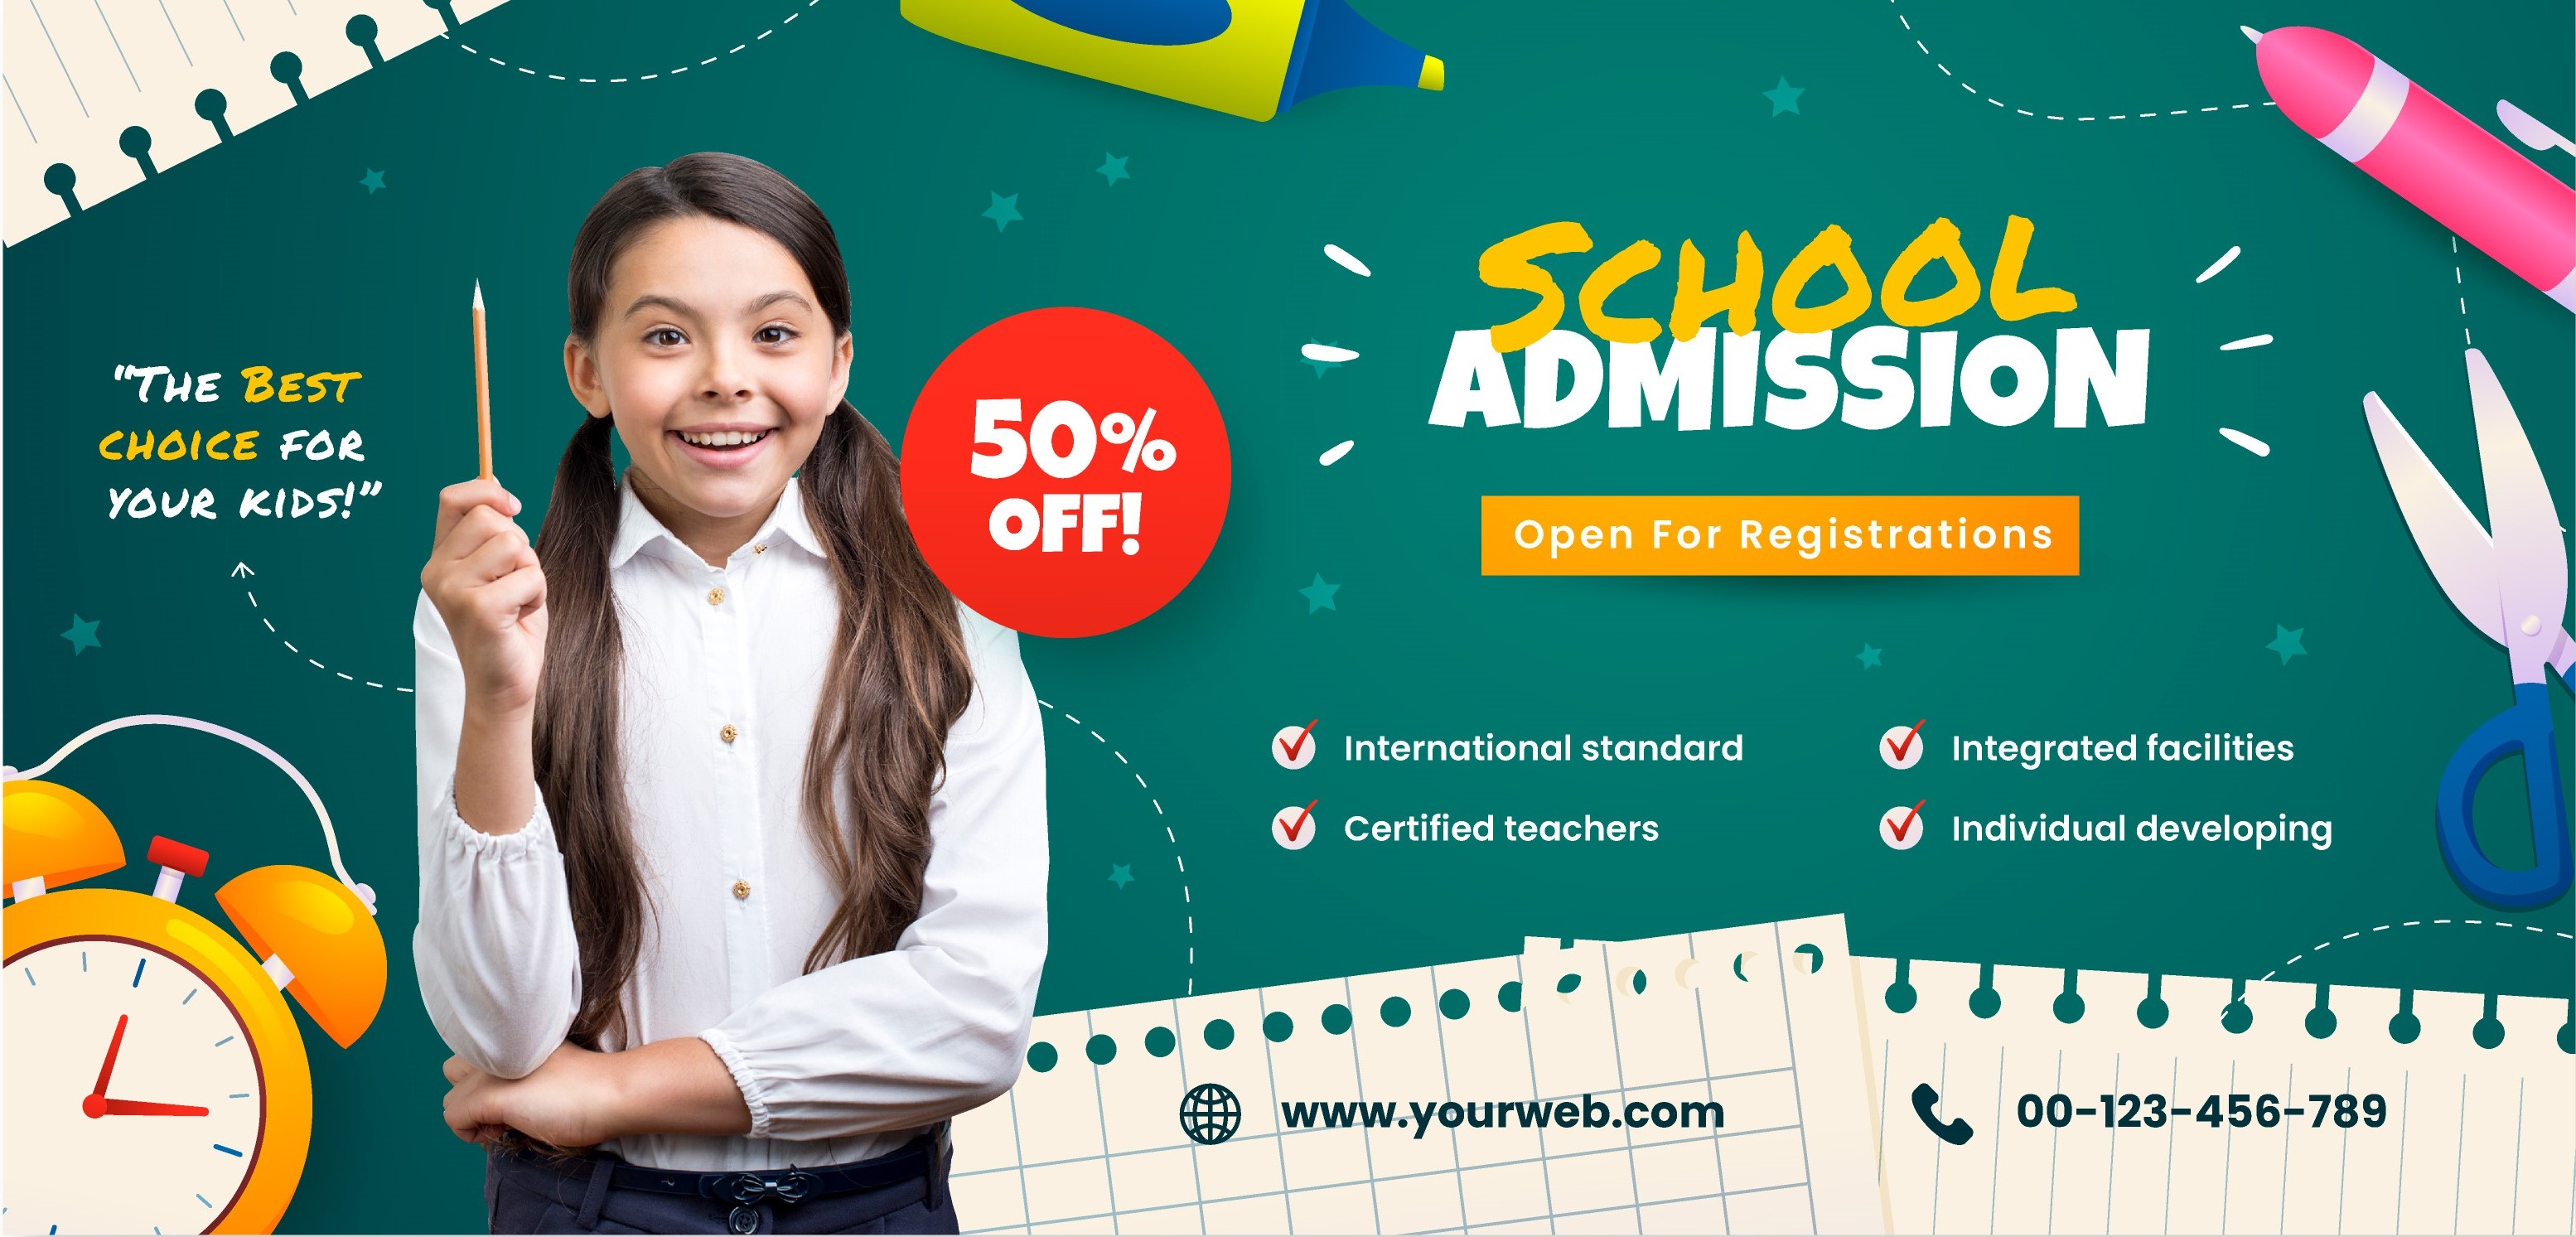 “The Best
choice for
your kids!”
50%
OFF!
School
ADMISSION
Open For Registrations
International standard
Integrated facilities
Certified teachers
Individual developing
www.yourweb.com
00-123-456-789